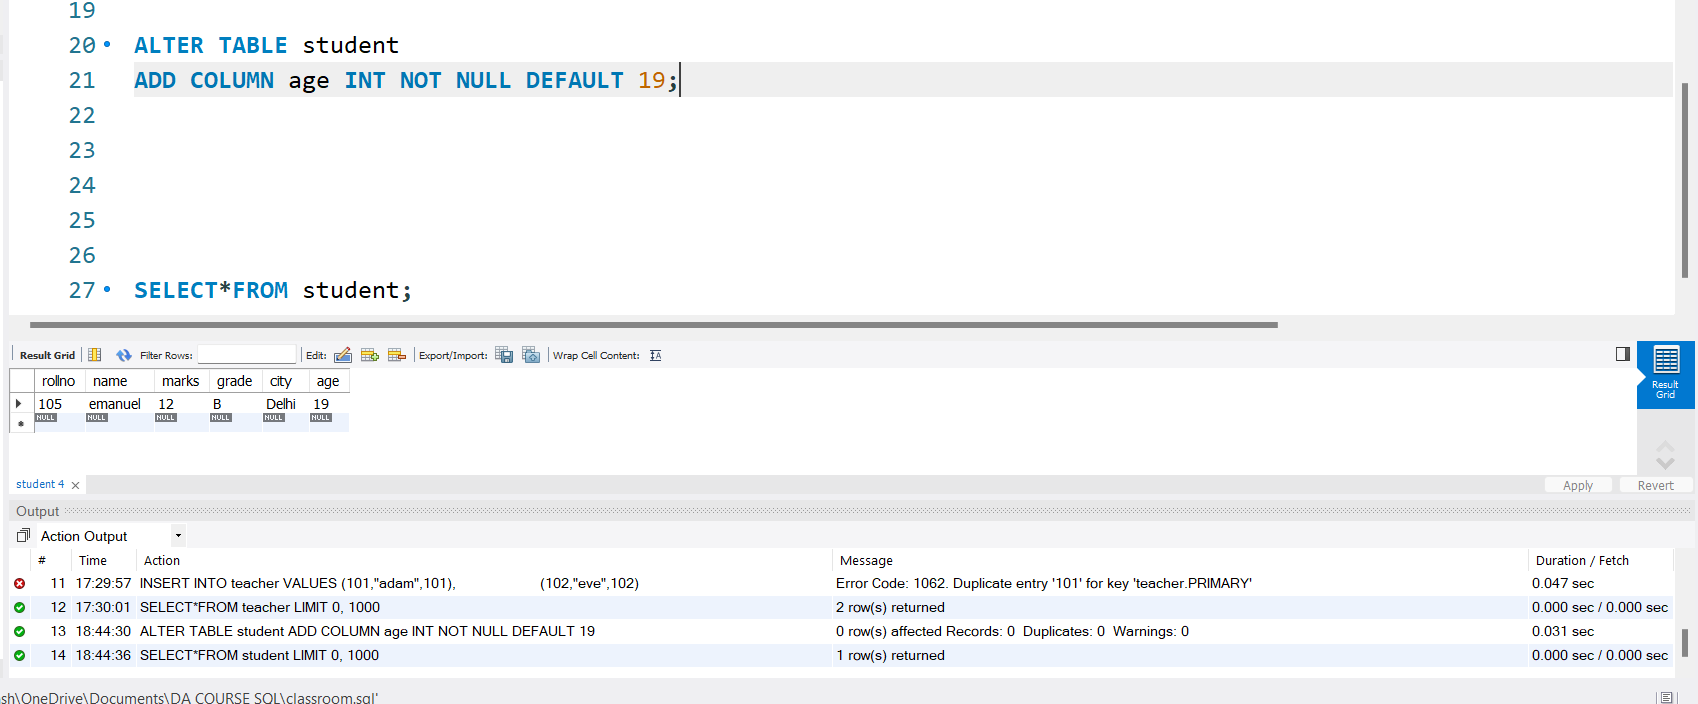 19
20 ALTER TABLE student
21 ADD COLUMN age INT NOT NULL DEFAULT 19;
22
23
24
25
26
27 SELECT*FROM student;
Result Grid Filter Rows: Edit: Export/Import: Wrap Cell Content:
rollno name marks grade city age
105 emanuel 12 B Delhi 19
NULL NULL NULL NULL NULL NULL
Result Grid
student 4
Apply Revert
Output
Action Output
# Time Action Message Duration / Fetch
11 17:29:57 INSERT INTO teacher VALUES (101,"adam",101), (102,"eve",102) Error Code: 1062. Duplicate entry '101' for key 'teacher.PRIMARY' 0.047 sec
12 17:30:01 SELECT*FROM teacher LIMIT 0, 1000 2 row(s) returned 0.000 sec / 0.000 sec
13 18:44:30 ALTER TABLE student ADD COLUMN age INT NOT NULL DEFAULT 19 0 row(s) affected Records: 0 Duplicates: 0 Warnings: 0 0.031 sec
14 18:44:36 SELECT*FROM student LIMIT 0, 1000 1 row(s) returned 0.000 sec / 0.000 sec
sh\OneDrive\Documents\DA COURSE SQL\classroom.sql'